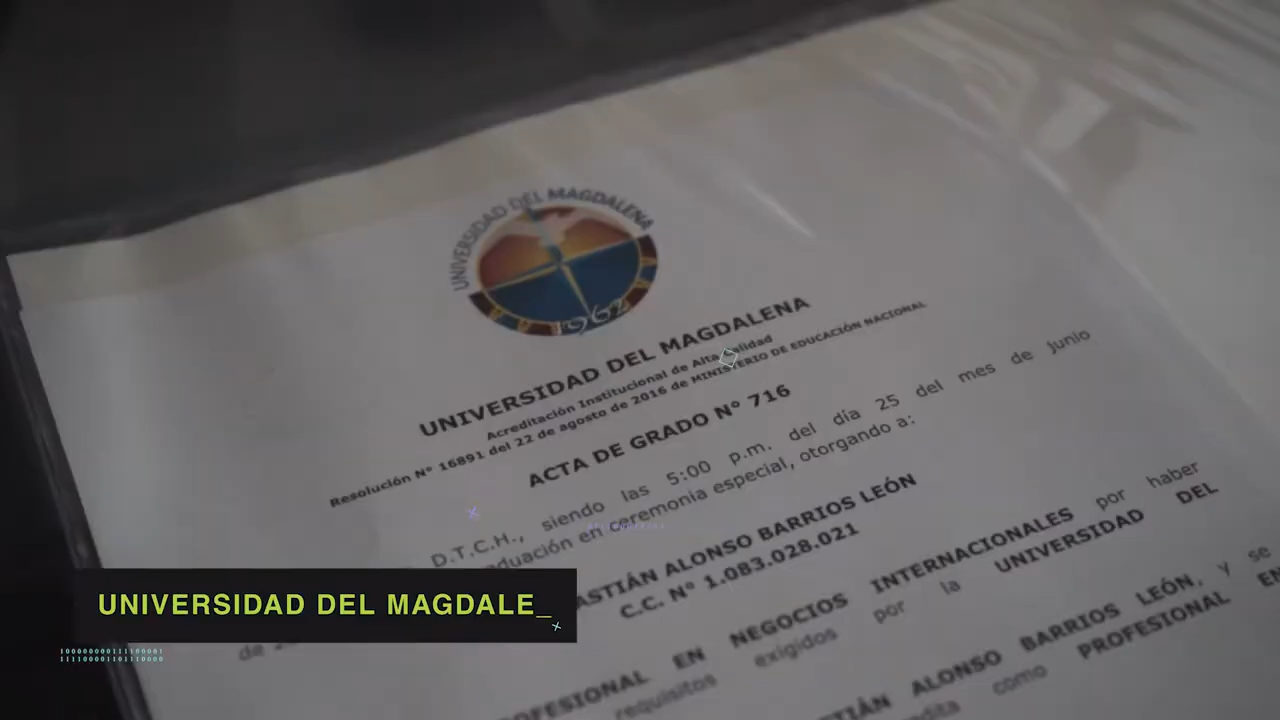 UNIVERSIDAD DEL MAGDALENA
1962
UNIVERSIDAD DEL MAGDALENA
Acreditación Institucional de Alta Calidad
Resolución N° 16891 del 22 de agosto de 2016 de MINISTERIO DE EDUCACIÓN NACIONAL
ACTA DE GRADO N° 716
D.T.C.H., siendo las 5:00 p.m. del día 25 del mes de junio
en ceremonia especial, otorgando a:
ALONSO BARRIOS LEÓN
C.C. N° 1.083.028.021
EN NEGOCIOS INTERNACIONALES por haber
requisitos exigidos por la UNIVERSIDAD DEL
ALONSO BARRIOS LEÓN, y se
como PROFESIONAL EN
UNIVERSIDAD DEL MAGDALE_
1000000000111100001